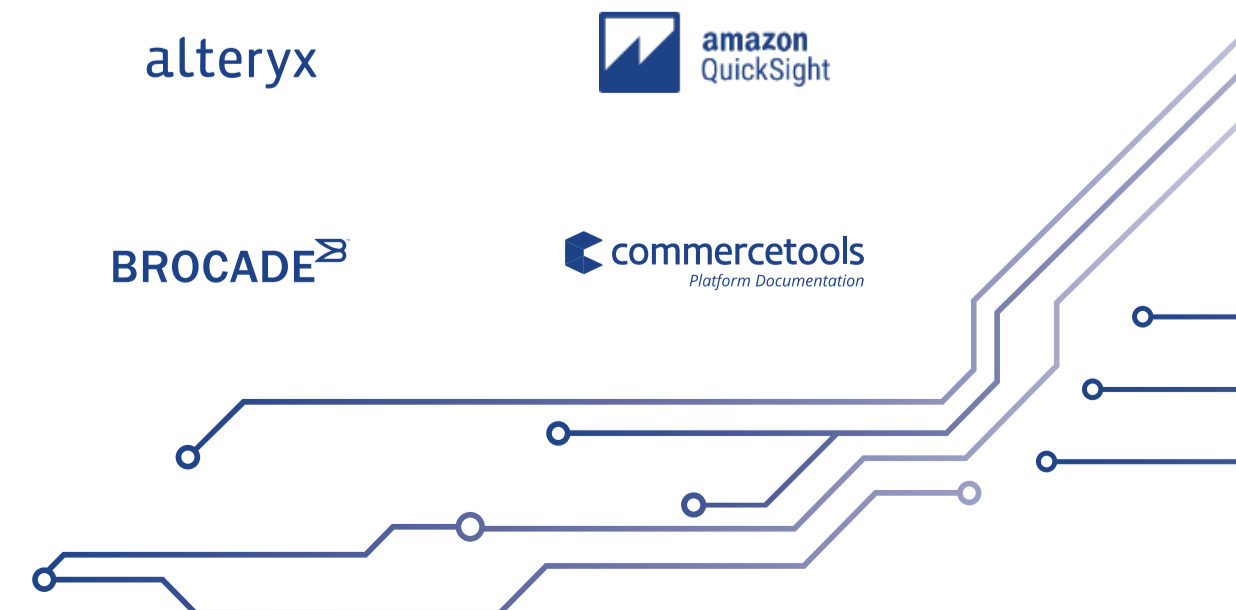 alteryx
amazon
QuickSight
BROCADE
commercetools
Platform Documentation